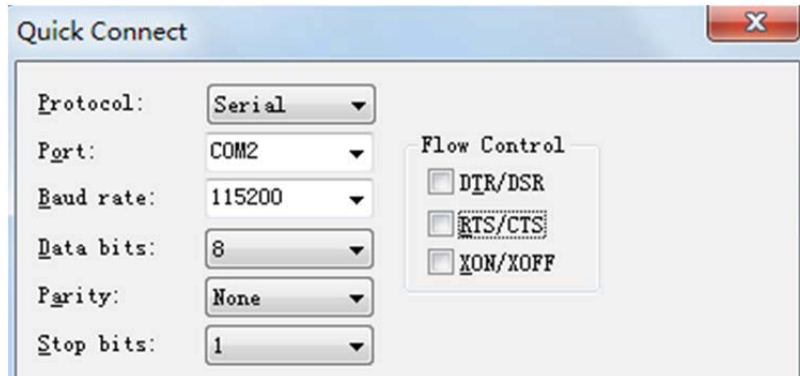 Quick Connect
Protocol: Serial
Port: COM2
Baud rate: 115200
Data bits: 8
Parity: None
Stop bits: 1
Flow Control
DTR/DSR
RTS/CTS
XON/XOFF